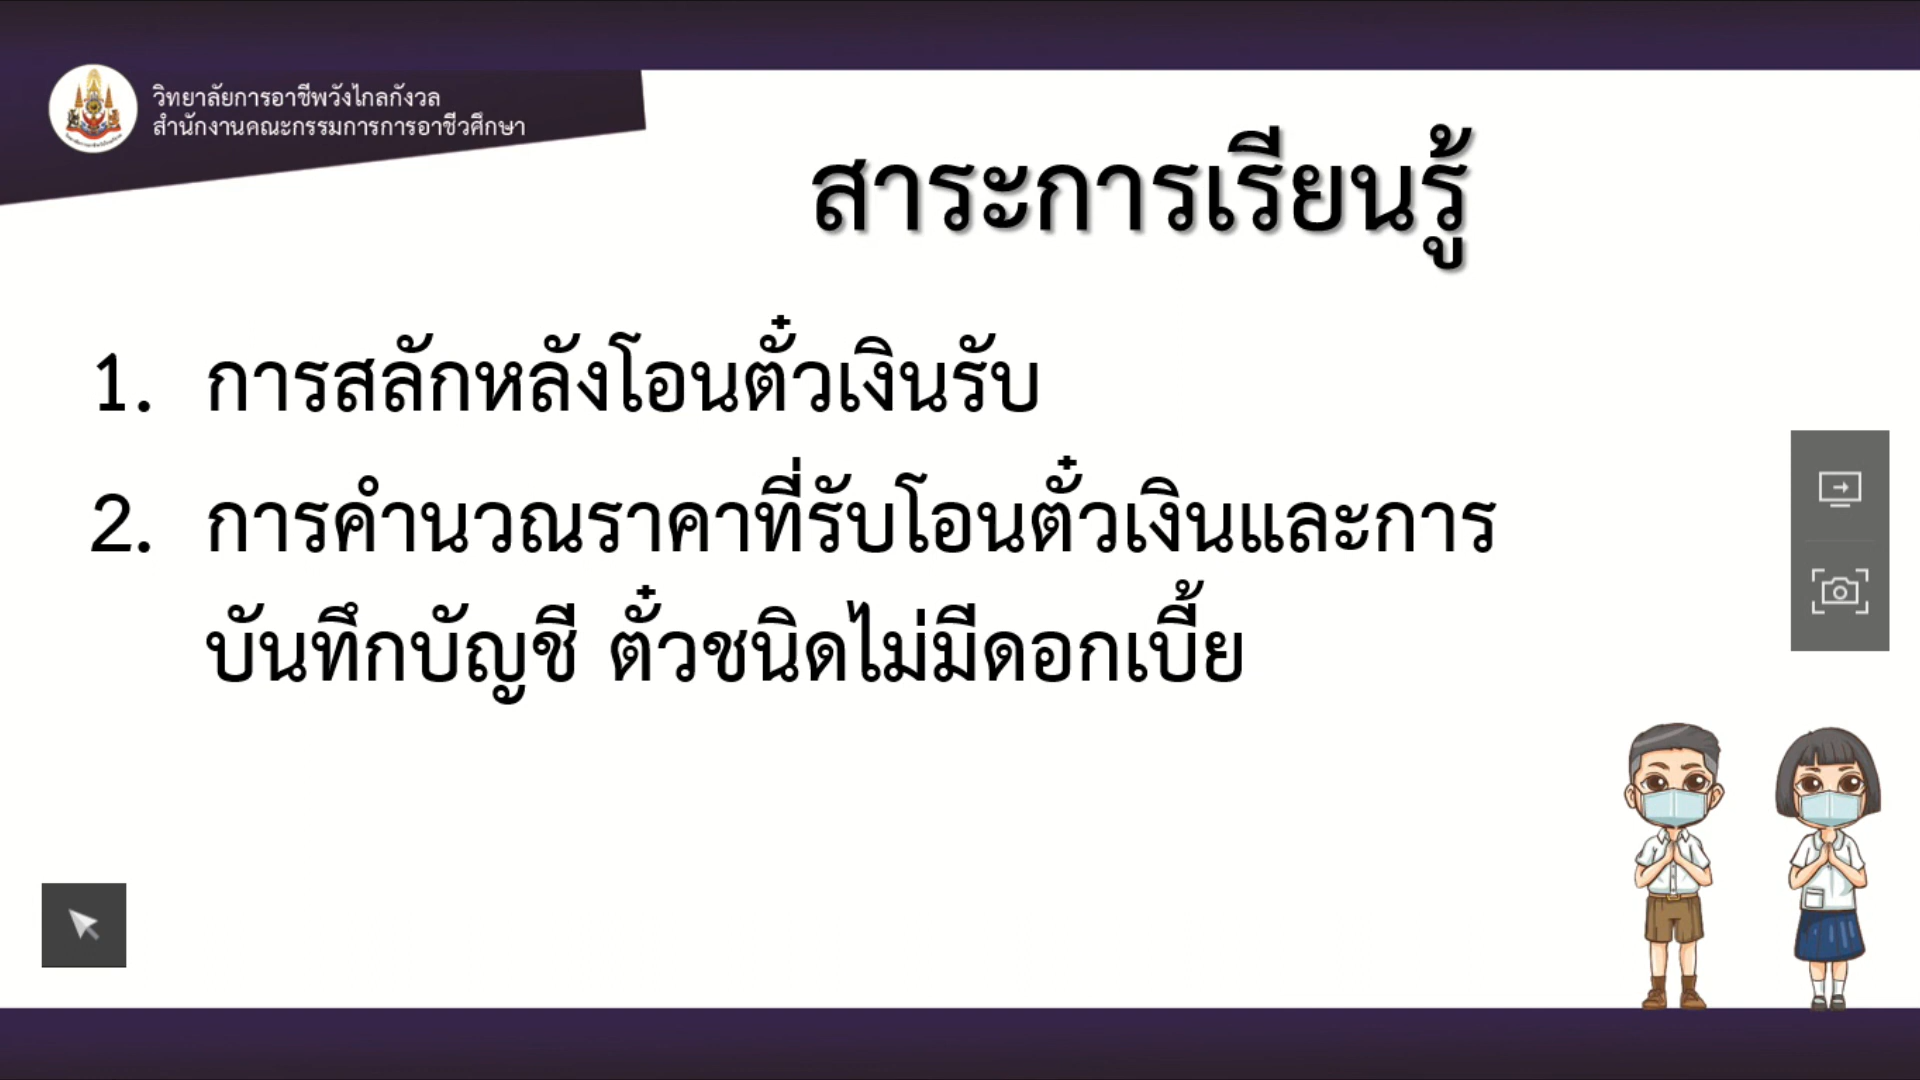 วิทยาลัยการอาชีพวังไกลกังวล
สำนักงานคณะกรรมการการอาชีวศึกษา
สาระการเรียนรู้
1. การสลักหลังโอนตั๋วเงินรับ
2. การคำนวณราคาที่รับโอนตั๋วเงินและการ
บันทึกบัญชี ตั๋วชนิดไม่มีดอกเบี้ย